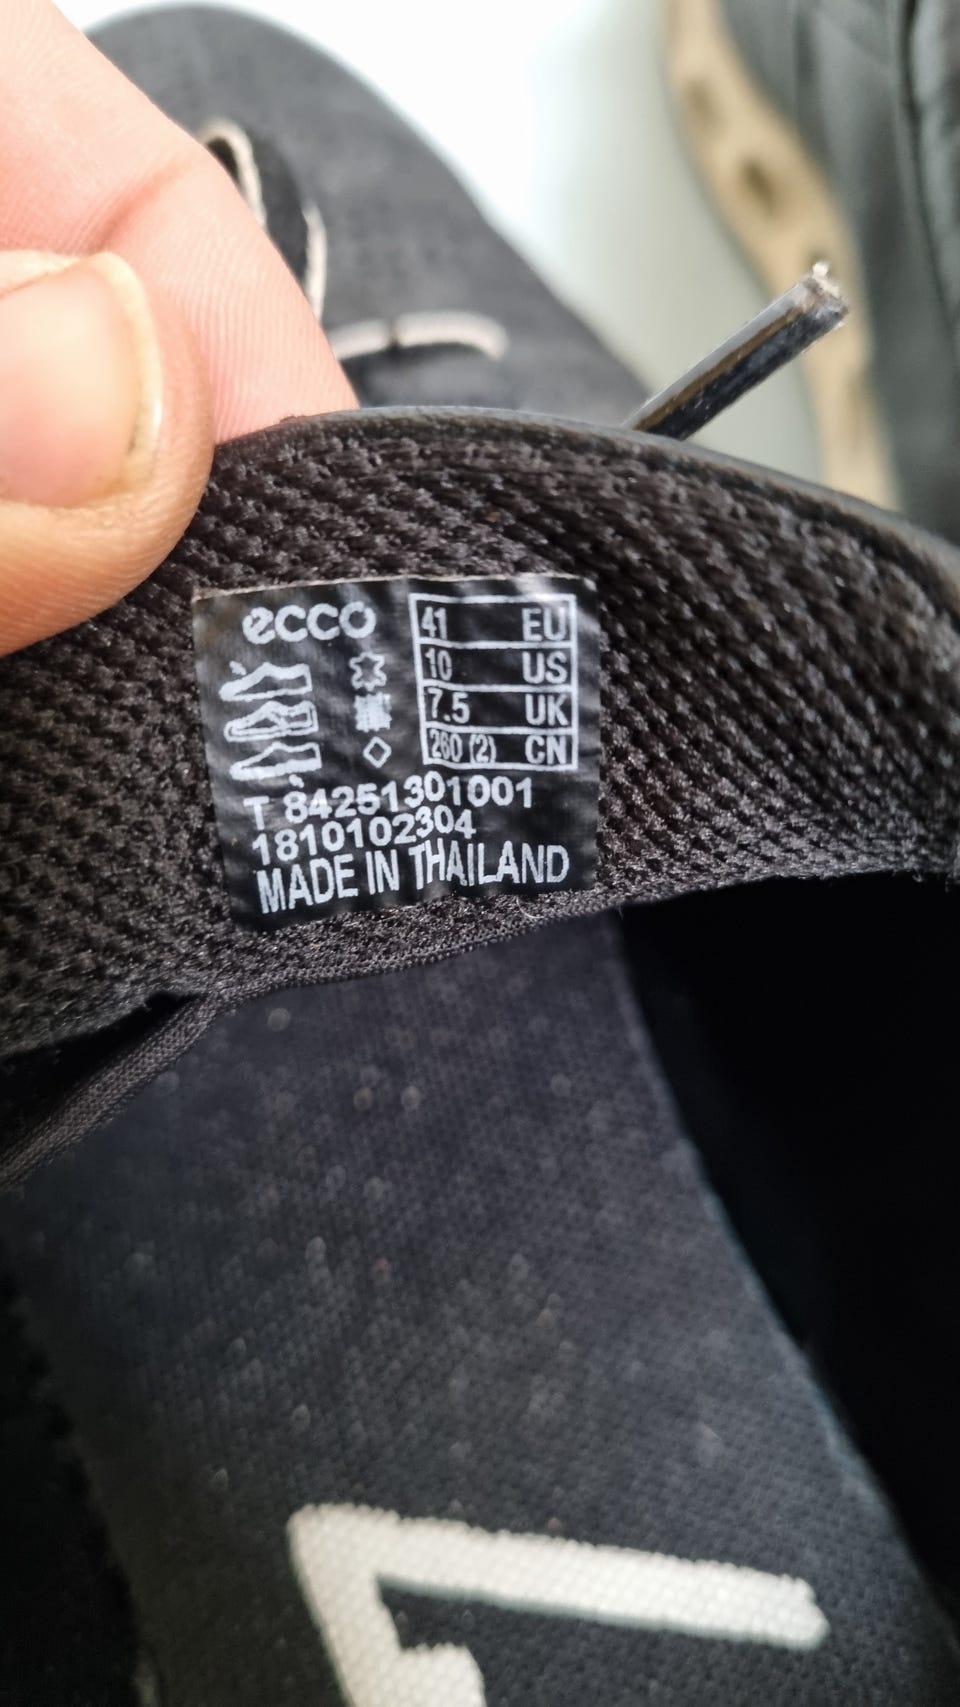 ecco
41 EU
10 US
7.5 UK
260 (2) CN
T 84251301001
1810102304
MADE IN THAILAND